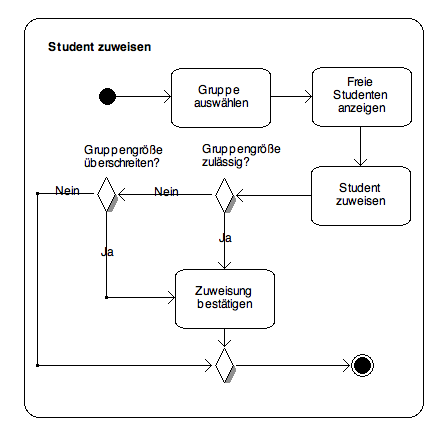 Student zuweisen
Gruppe
auswählen
Freie
Studenten
anzeigen
Gruppengröße
überschreiten?
Gruppengröße
zulässig?
Student
zuweisen
Nein
Nein
Ja
Ja
Zuweisung
bestätigen